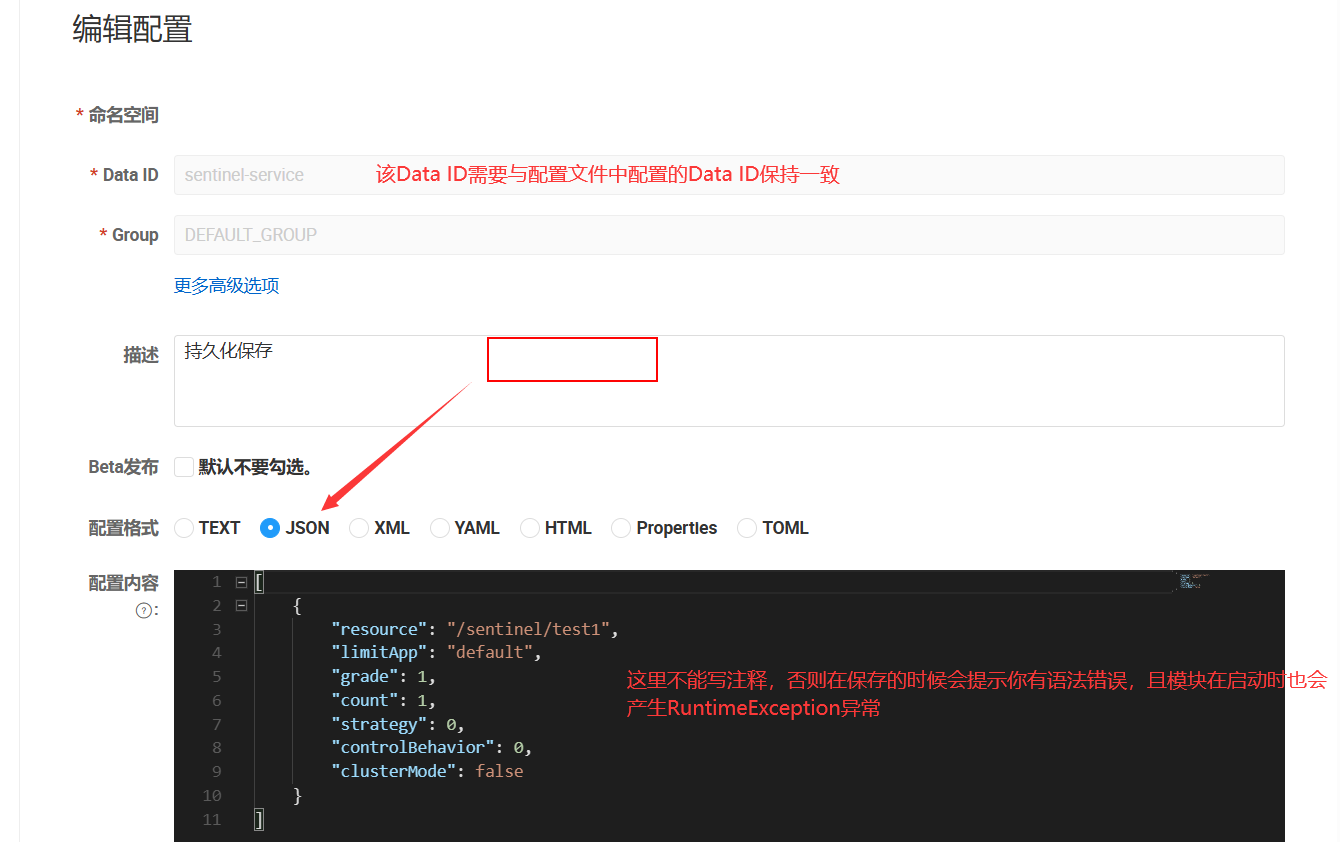 编辑配置
* 命名空间
* Data ID sentinel-service 该Data ID需要与配置文件中配置的Data ID保持一致
* Group DEFAULT_GROUP
更多高级选项
描述 持久化保存
Beta发布 默认不要勾选。
配置格式 TEXT JSON XML YAML HTML Properties TOML
配置内容 ? :
1 [
2 {
3 "resource": "/sentinel/test1",
4 "limitApp": "default",
5 "grade": 1,
6 "count": 1,
7 "strategy": 0,
8 "controlBehavior": 0,
9 "clusterMode": false
10 }
11 ]
这里不能写注释，否则在保存的时候会提示你有语法错误，且模块在启动时也会
产生RuntimeException异常